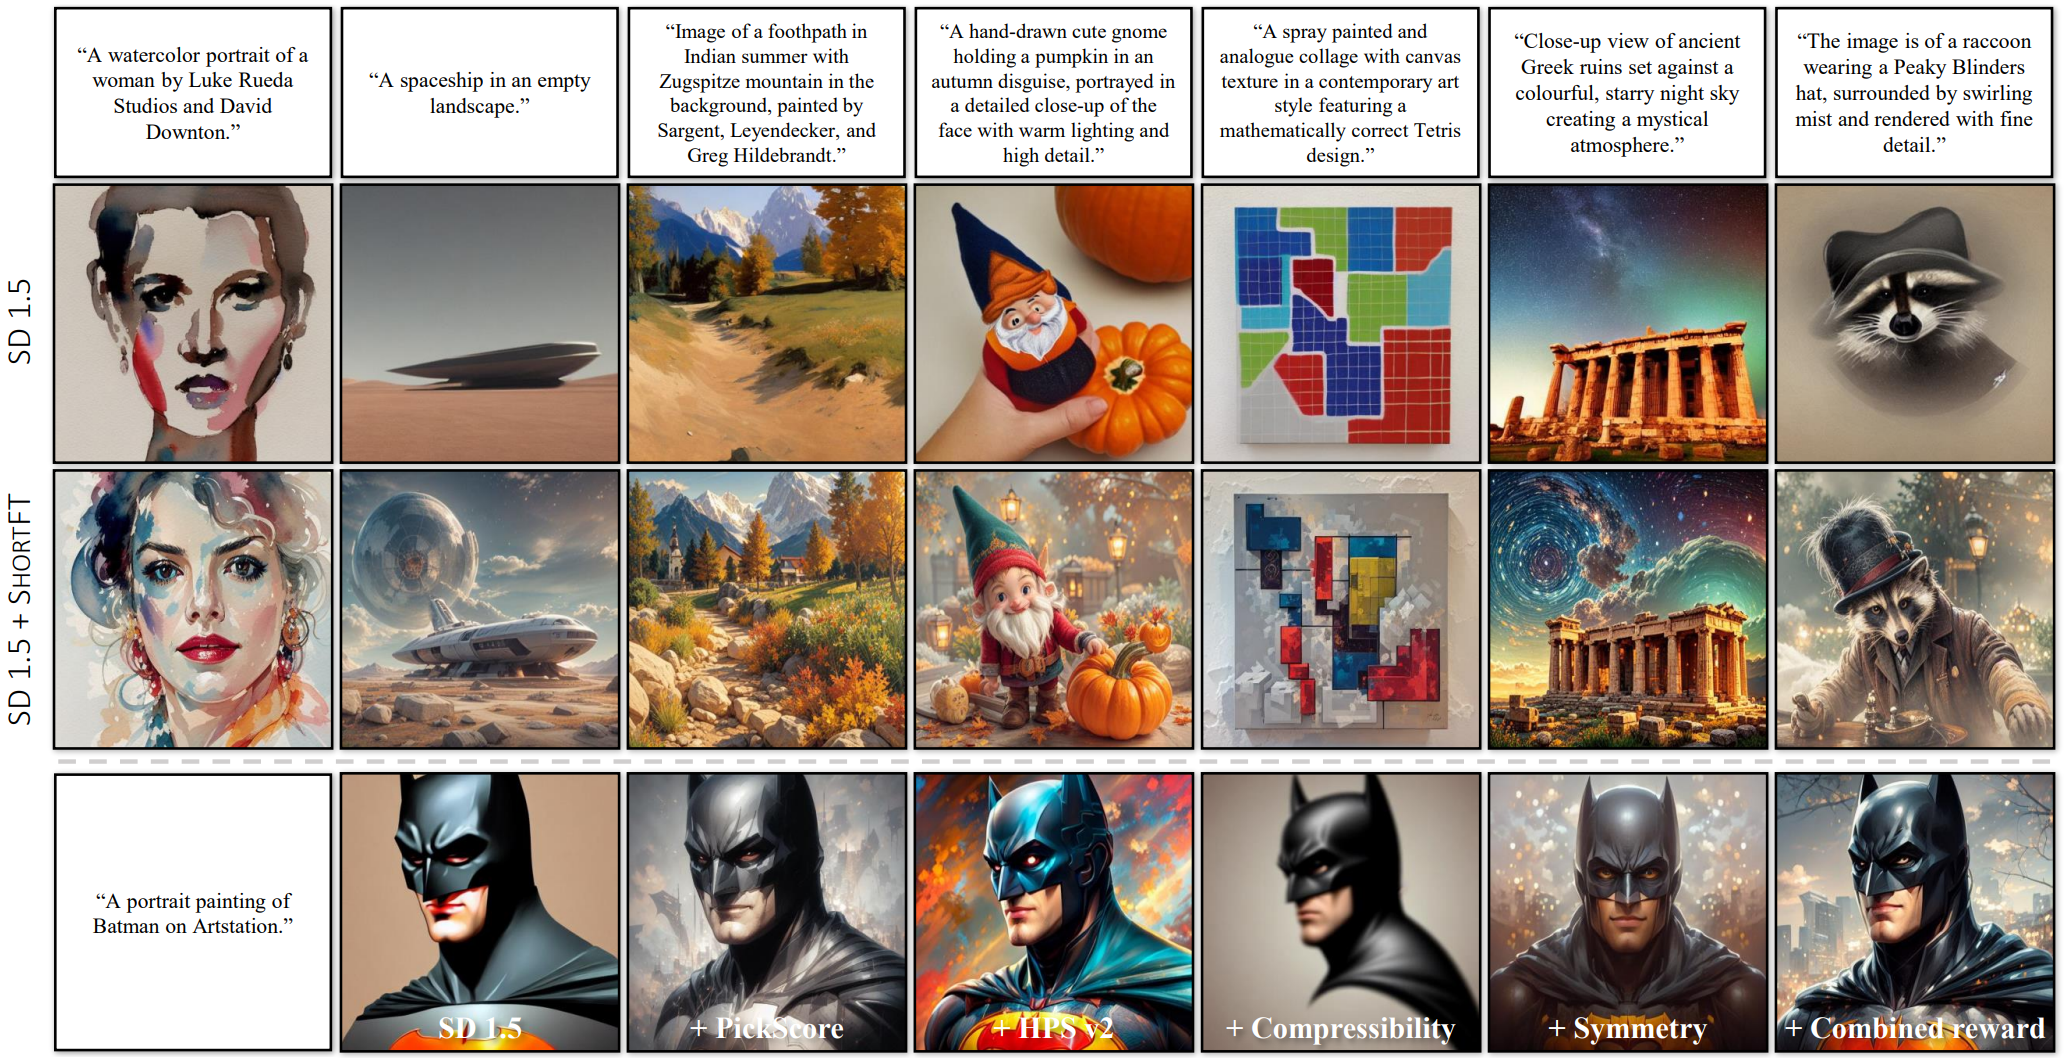 “A watercolor portrait of a
woman by Luke Rueda
Studios and David
Downton.”
“A spaceship in an empty
landscape.”
“Image of a foothpath in
Indian summer with
Zugspitze mountain in the
background, painted by
Sargent, Leyendecker, and
Greg Hildebrandt.”
“A hand-drawn cute gnome
holding a pumpkin in an
autumn disguise, portrayed in
a detailed close-up of the
face with warm lighting and
high detail.”
“A spray painted and
analogue collage with canvas
texture in a contemporary art
style featuring a
mathematically correct Tetris
design.”
“Close-up view of ancient
Greek ruins set against a
colourful, starry night sky
creating a mystical
atmosphere.”
“The image is of a raccoon
wearing a Peaky Blinders
hat, surrounded by swirling
mist and rendered with fine
detail.”
SD 1.5
SD 1.5 + SHORTFT
“A portrait painting of
Batman on Artstation.”
SD 1.5
+ PickScore
+ HPS v2
+ Compressibility
+ Symmetry
+ Combined reward